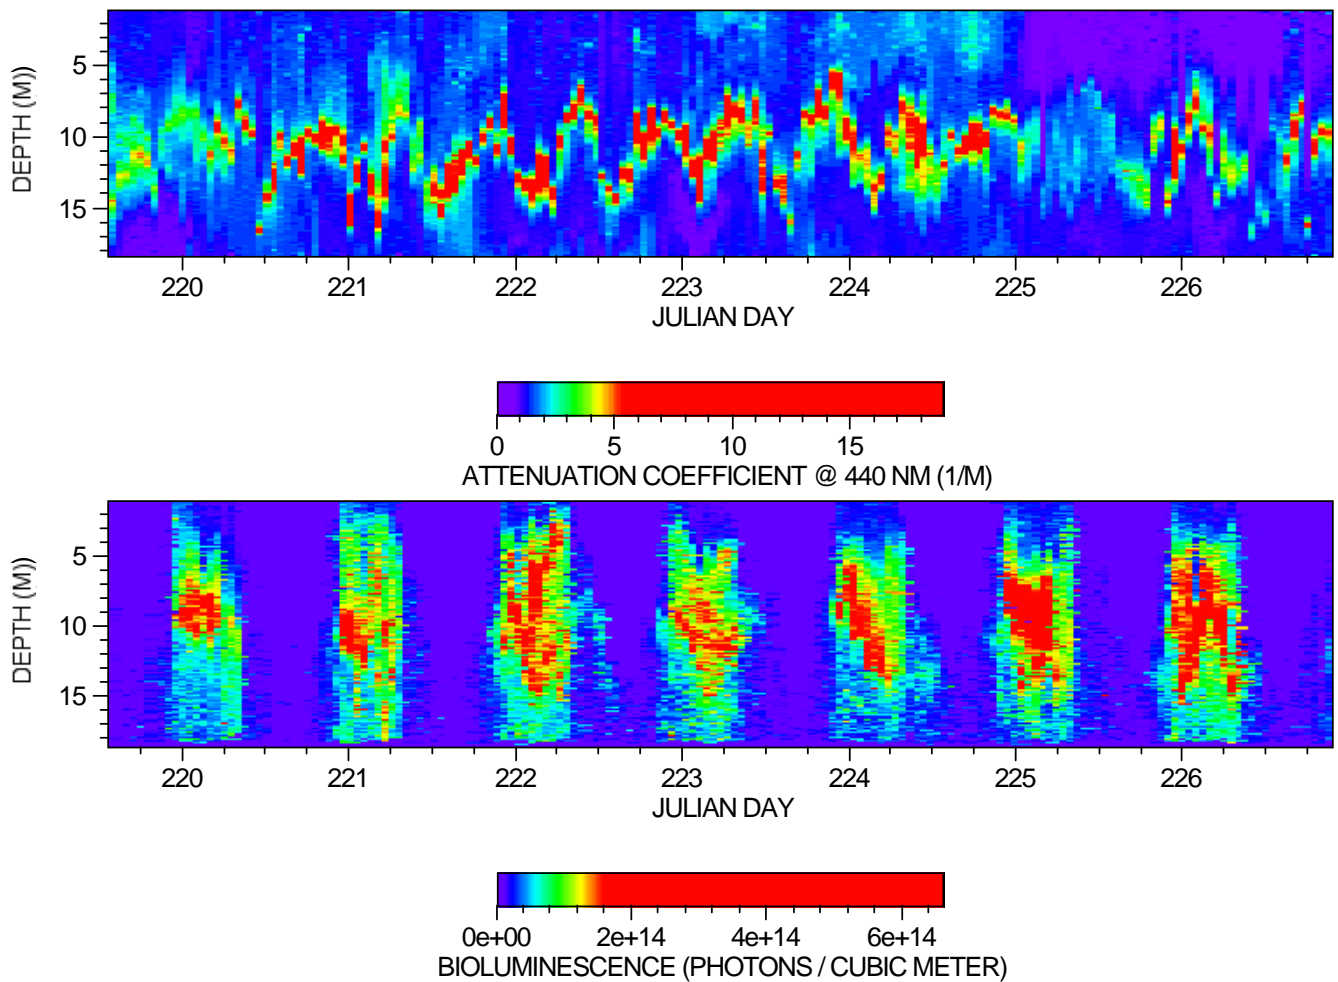 5
10
15
DEPTH (M))
220 221 222 223 224 225 226
JULIAN DAY
0 5 10 15
ATTENUATION COEFFICIENT @ 440 NM (1/M)
5
10
15
DEPTH (M))
220 221 222 223 224 225 226
JULIAN DAY
0e+00 2e+14 4e+14 6e+14
BIOLUMINESCENCE (PHOTONS / CUBIC METER)